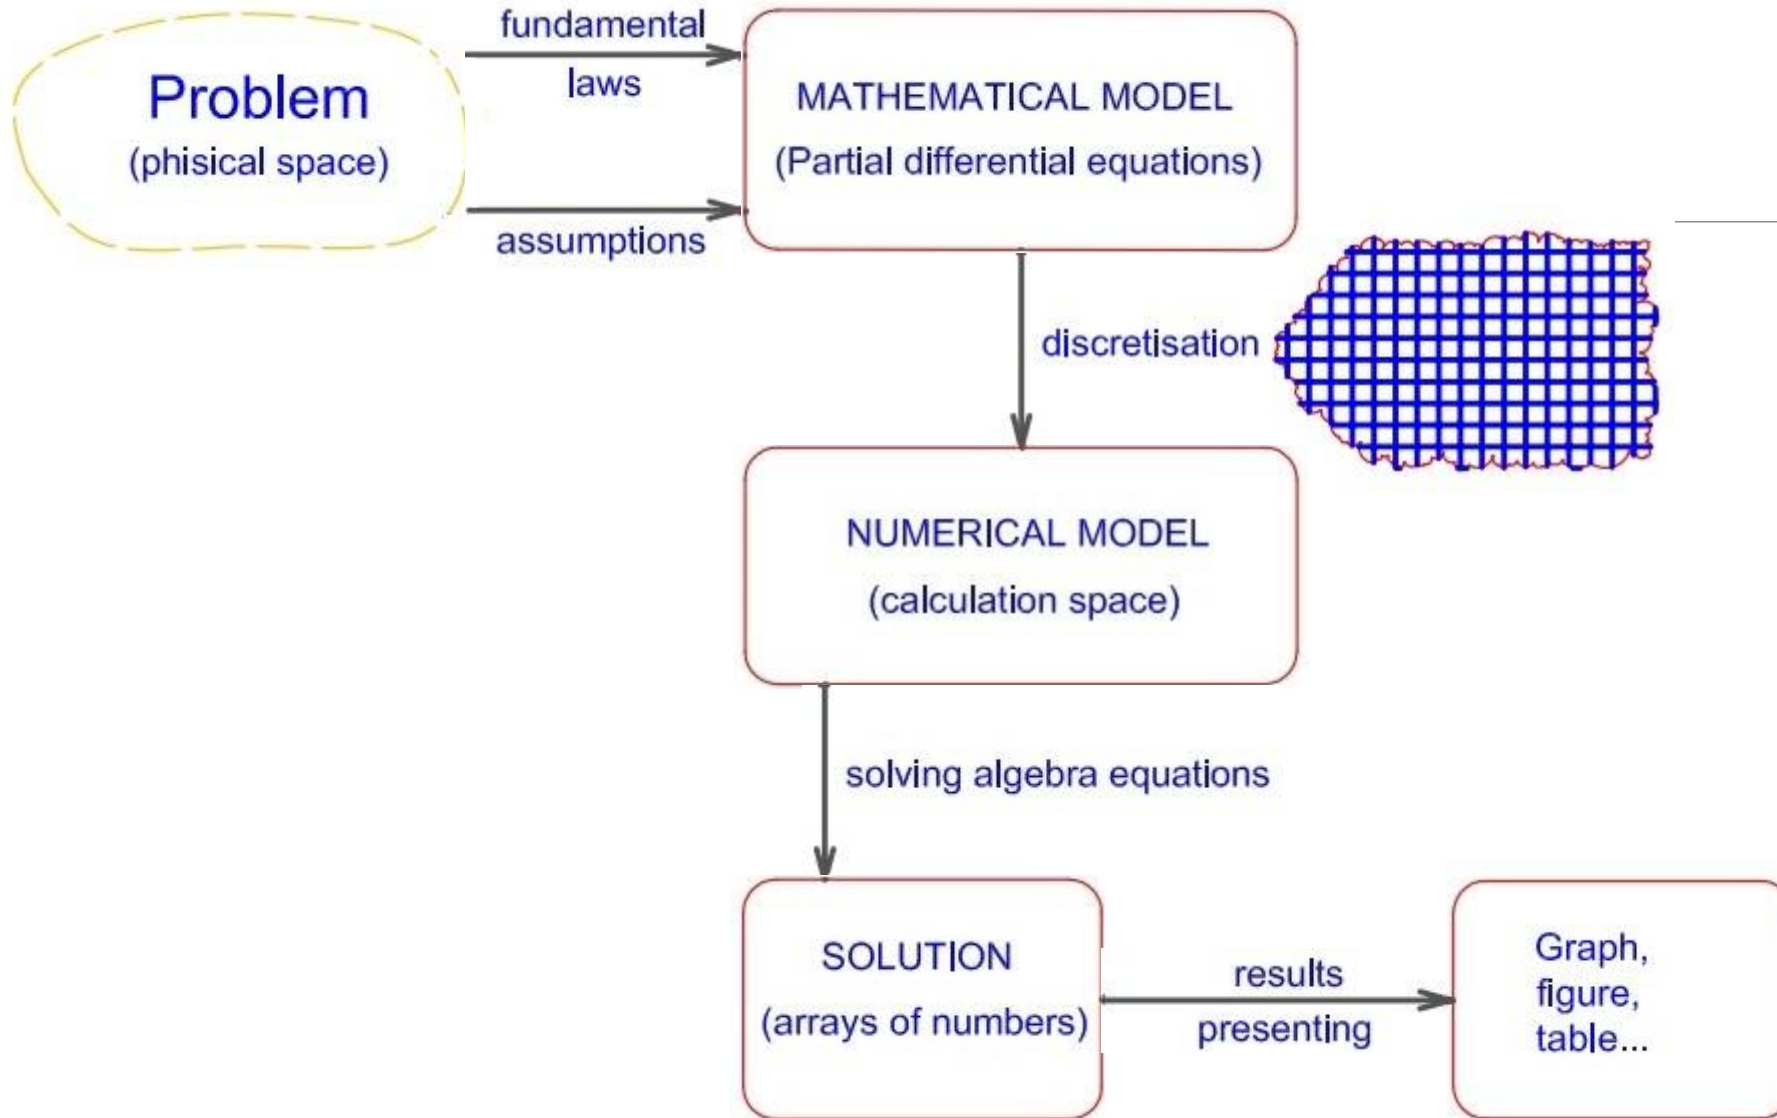 fundamental
laws
Problem
(phisical space)
assumptions
MATHEMATICAL MODEL
(Partial differential equations)
discretisation
NUMERICAL MODEL
(calculation space)
solving algebra equations
SOLUTION
(arrays of numbers)
results
presenting
Graph,
figure,
table...